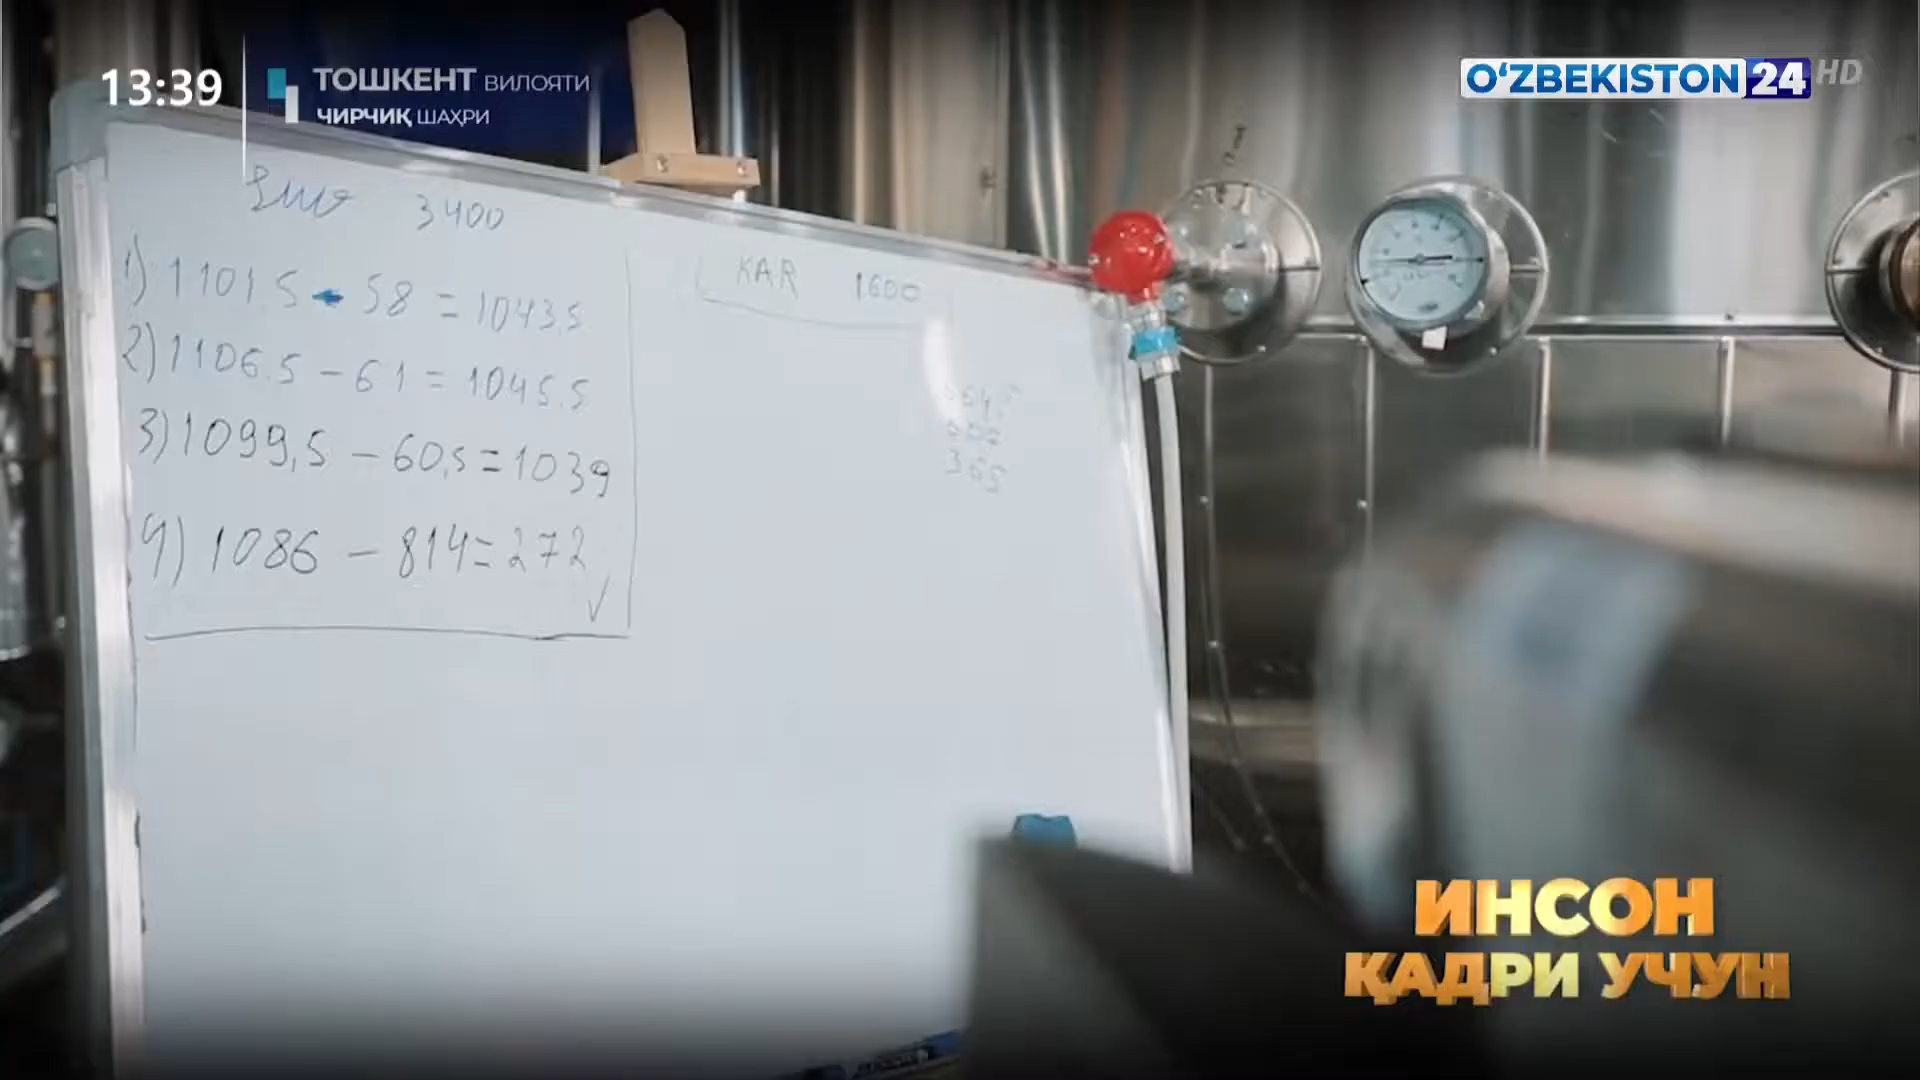 13:39
ТОШКЕНТ ВИЛОЯТИ
ЧИРЧИҚ ШАҲРИ
O‘ZBEKISTON 24 HD
3400
1) 1101.5 - 58 = 1043.5
2) 1106.5 - 61 = 1045.5
3) 1099,5 - 60,5 = 1039
4) 1086 - 814 = 272
KAR 1600
365
ИНСОН
ҚАДРИ УЧУН